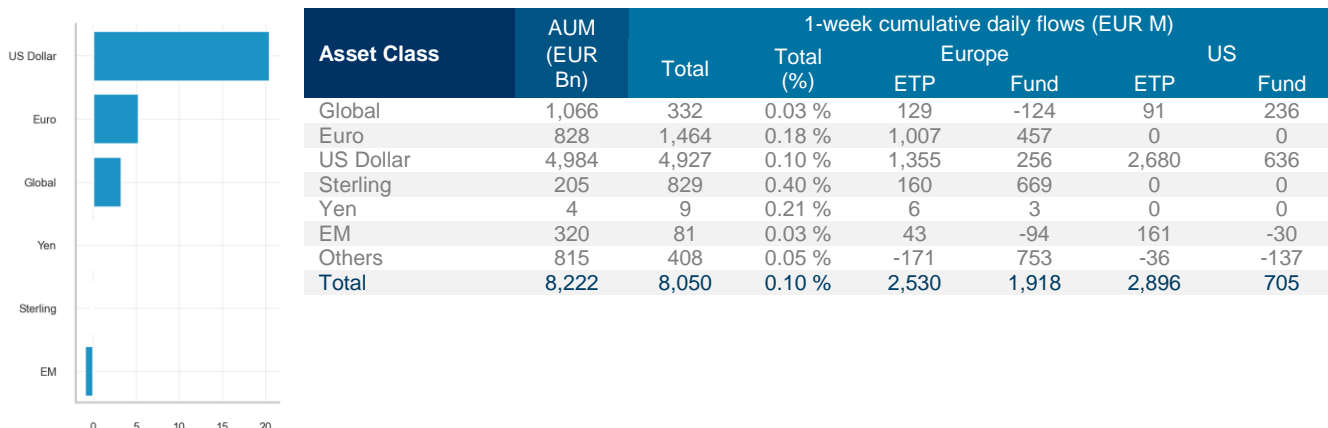 US Dollar
Euro
Global
Yen
Sterling
EM
0 5 10 15 20
Asset Class AUM (EUR Bn) 1-week cumulative daily flows (EUR M)
Total Total (%) Europe US
ETP Fund ETP Fund
Global 1,066 332 0.03 % 129 -124 91 236
Euro 828 1,464 0.18 % 1,007 457 0 0
US Dollar 4,984 4,927 0.10 % 1,355 256 2,680 636
Sterling 205 829 0.40 % 160 669 0 0
Yen 4 9 0.21 % 6 3 0 0
EM 320 81 0.03 % 43 -94 161 -30
Others 815 408 0.05 % -171 753 -36 -137
Total 8,222 8,050 0.10 % 2,530 1,918 2,896 705